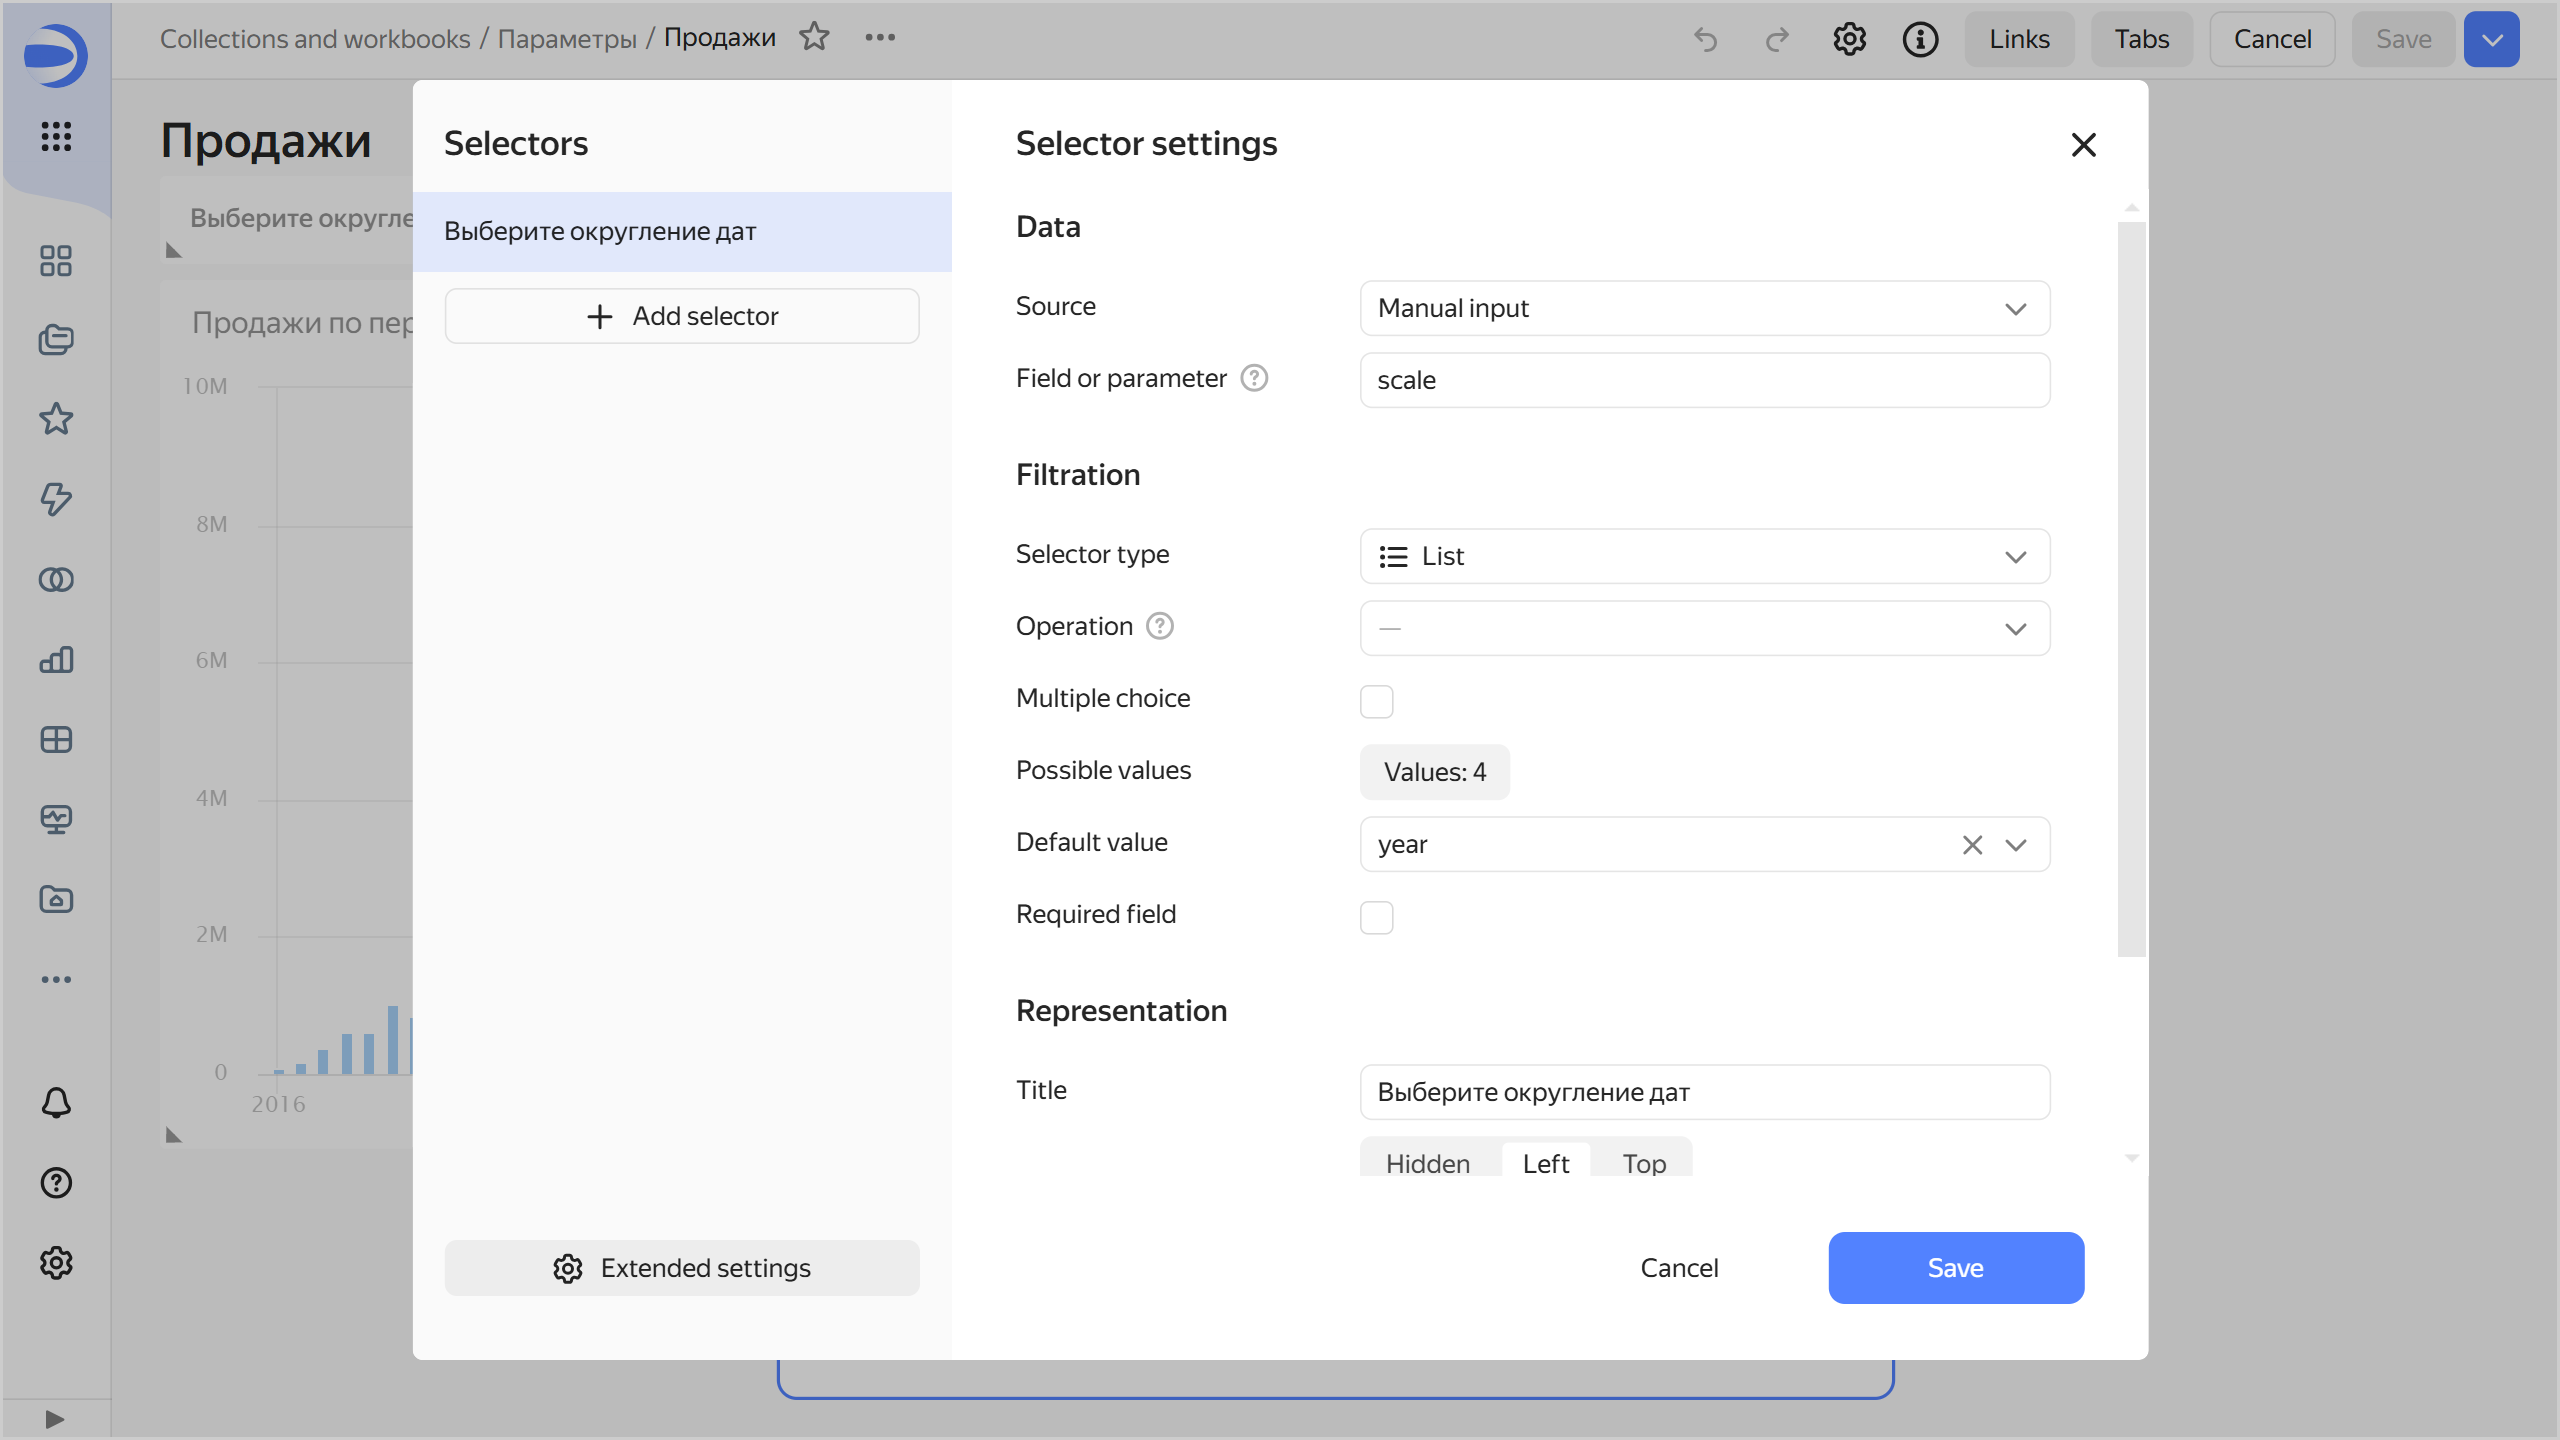 Collections and workbooks / Параметры / Продажи
Links
Tabs
Cancel
Save
Продажи
Выберите округле
Продажи по пер
10M
8M
6M
4M
2M
0
2016
Selectors
Выберите округление дат
Add selector
Extended settings
Selector settings
Data
Source
Manual input
Field or parameter
scale
Filtration
Selector type
List
Operation
—
Multiple choice
Possible values
Values: 4
Default value
year
Required field
Representation
Title
Выберите округление дат
Hidden
Left
Top
Cancel
Save